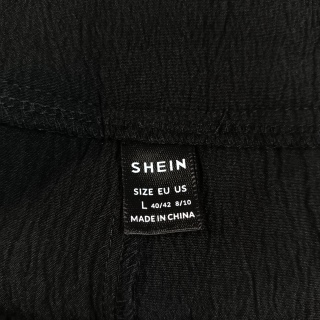 SHEIN
SIZE EU US
L 40/42 8/10
MADE IN CHINA